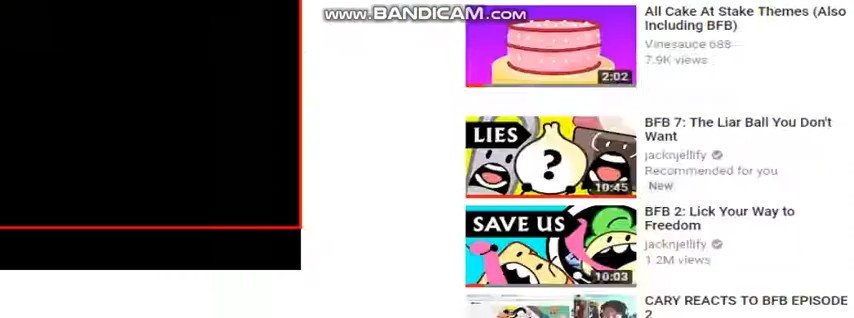 www.BANDICAM.com
All Cake At Stake Themes (Also
Including BFB)
Vinesauce 688
7.9K views
2:02
LIES
?
10:45
BFB 7: The Liar Ball You Don't
Want
jacknjellify
Recommended for you
New
SAVE US
10:03
BFB 2: Lick Your Way to
Freedom
jacknjellify
1.2M views
CARY REACTS TO BFB EPISODE
2